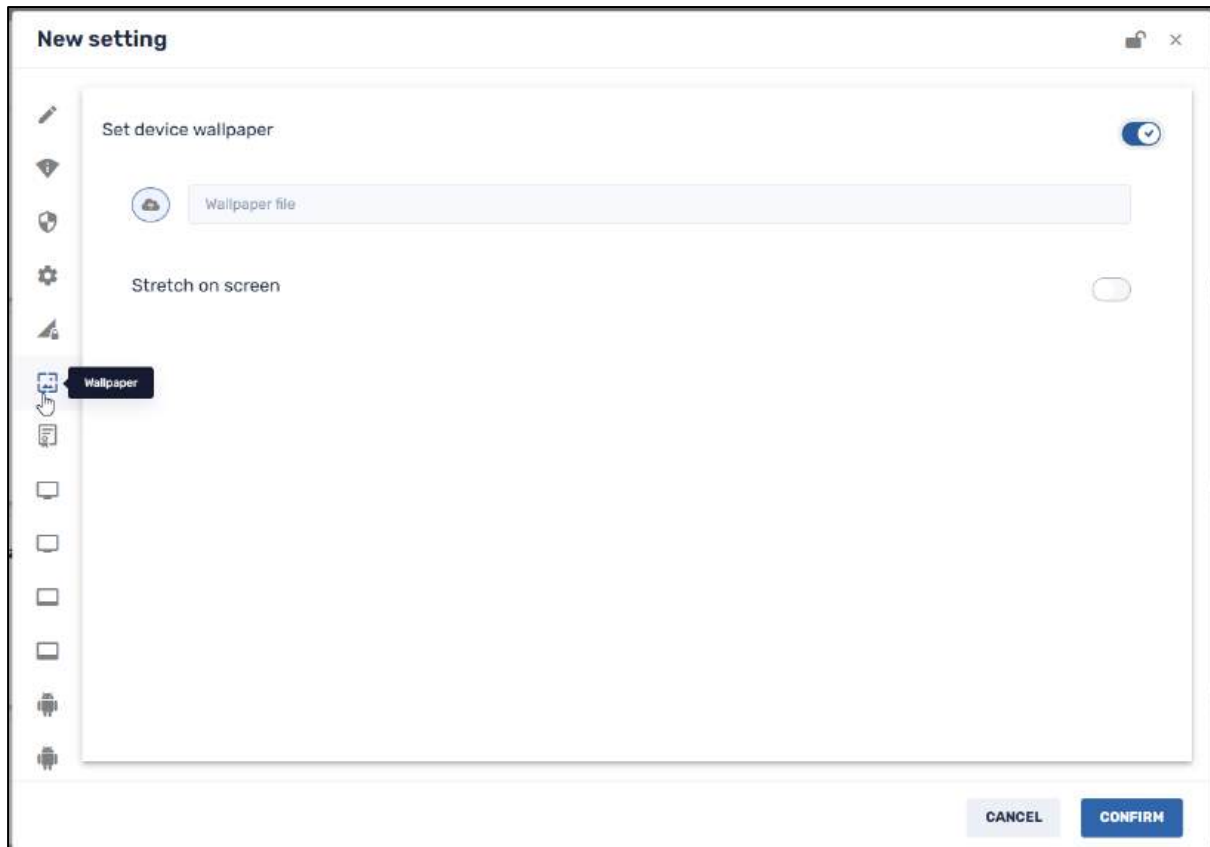 New setting
Set device wallpaper
Wallpaper file
Stretch on screen
Wallpaper
CANCEL
CONFIRM